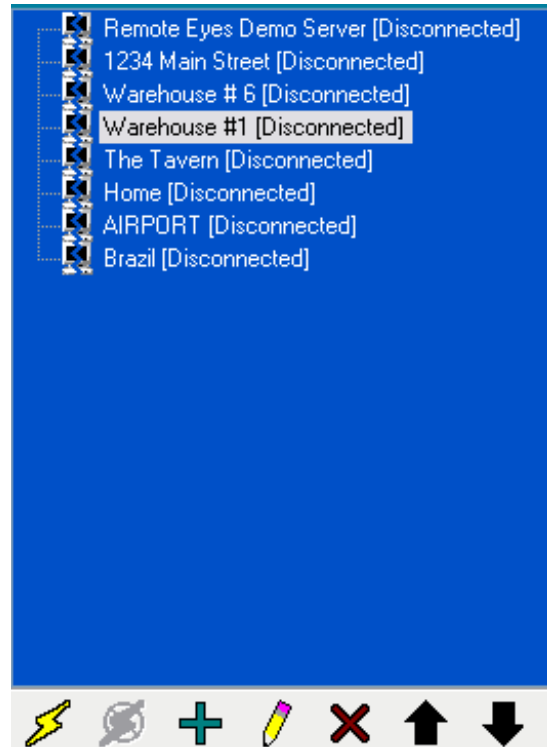 Remote Eyes Demo Server [Disconnected]
1234 Main Street [Disconnected]
Warehouse # 6 [Disconnected]
Warehouse #1 [Disconnected]
The Tavern [Disconnected]
Home [Disconnected]
AIRPORT [Disconnected]
Brazil [Disconnected]